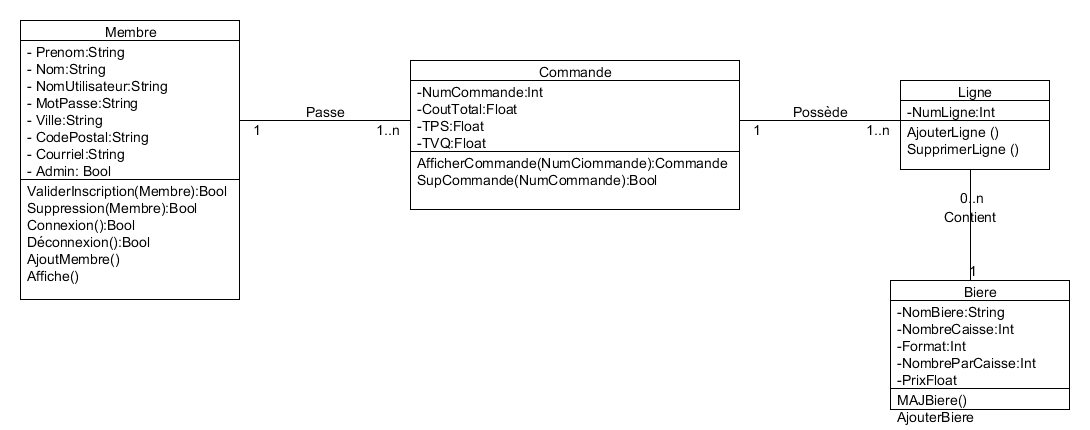 Membre
- Prenom:String
- Nom:String
- NomUtilisateur:String
- MotPasse:String
- Ville:String
- CodePostal:String
- Courriel:String
- Admin: Bool
ValiderInscription(Membre):Bool
Suppression(Membre):Bool
Connexion():Bool
Déconnexion():Bool
AjoutMembre()
Affiche()
Passe
1
1..n
Commande
-NumCommande:Int
-CoutTotal:Float
-TPS:Float
-TVQ:Float
AfficherCommande(NumCiommande):Commande
SupCommande(NumCommande):Bool
Possède
1
1..n
Ligne
-NumLigne:Int
AjouterLigne ()
SupprimerLigne ()
0..n
Contient
1
Biere
-NomBiere:String
-NombreCaisse:Int
-Format:Int
-NombreParCaisse:Int
-PrixFloat
MAJBiere()
AjouterBiere